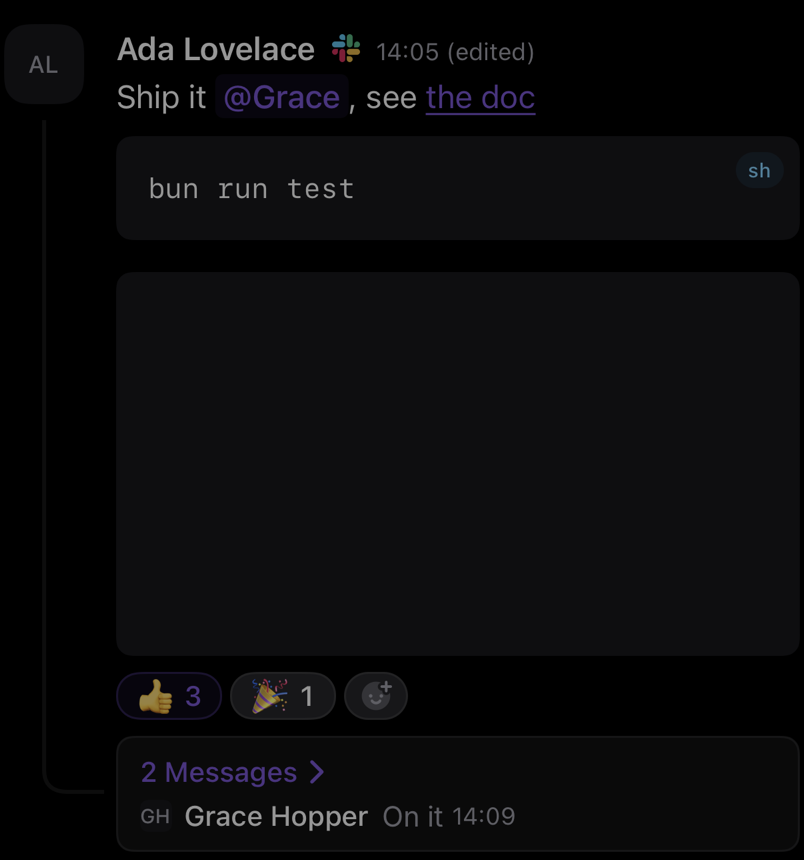 AL
Ada Lovelace 14:05 (edited)
Ship it @Grace, see the doc
sh
bun run test
👍 3 🎉 1
2 Messages
GH Grace Hopper On it 14:09